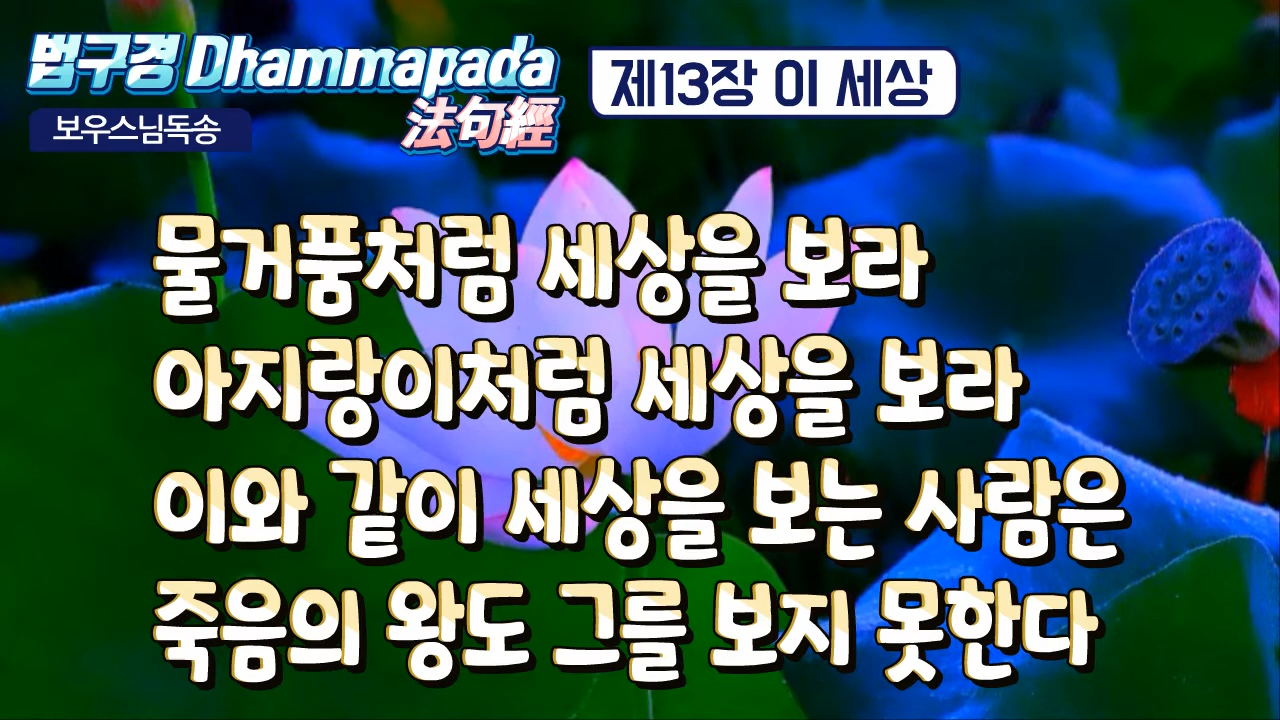 법구경 Dhammapada
法句經
보우스님독송
제13장 이 세상
물거품처럼 세상을 보라
아지랑이처럼 세상을 보라
이와 같이 세상을 보는 사람은
죽음의 왕도 그를 보지 못한다